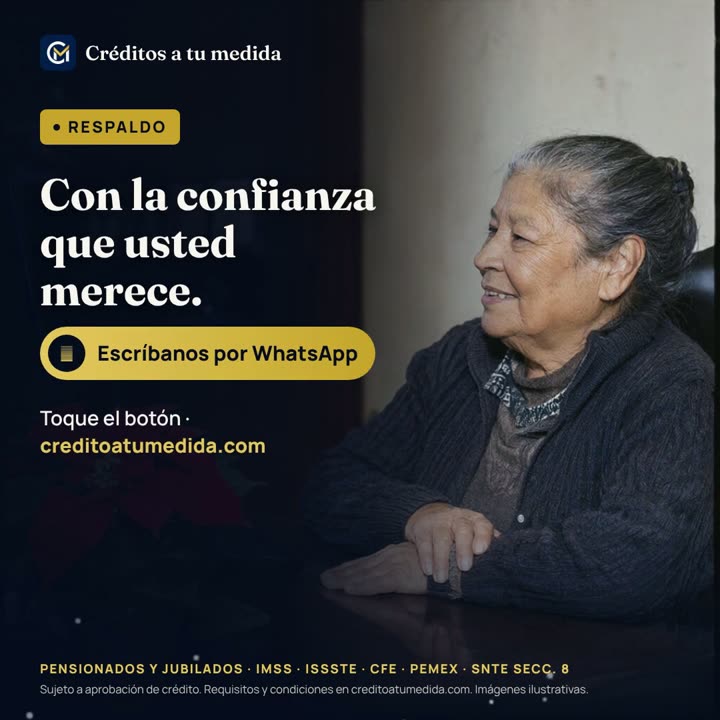 Créditos a tu medida
• RESPALDO
Con la confianza
que usted
merece.
Escríbanos por WhatsApp
Toque el botón ·
creditoatumedida.com
PENSIONADOS Y JUBILADOS · IMSS · ISSSTE · CFE · PEMEX · SNTE SECC. 8
Sujeto a aprobación de crédito. Requisitos y condiciones en creditoatumedida.com. Imágenes ilustrativas.